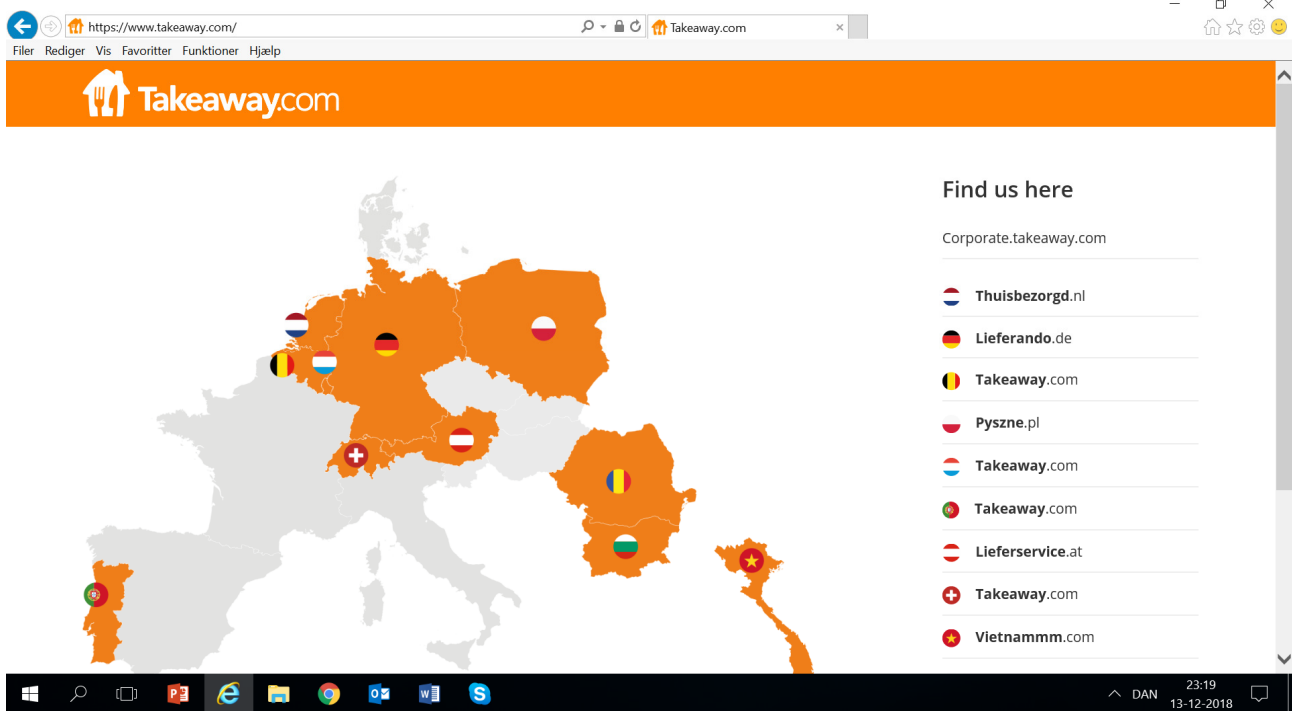 https://www.takeaway.com/
Takeaway.com
Filer Rediger Vis Favoritter Funktioner Hjælp
Takeaway.com
Find us here
Corporate.takeaway.com
Thuisbezorgd.nl
Lieferando.de
Takeaway.com
Pyszne.pl
Takeaway.com
Takeaway.com
Lieferservice.at
Takeaway.com
Vietnammm.com
DAN
23:19
13-12-2018